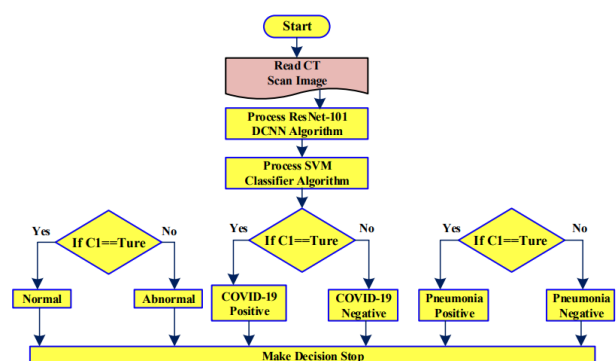 Start
Read CT
Scan Image
Process ResNet-101
DCNN Algorithm
Process SVM
Classifier Algorithm
Yes
If C1==Ture
No
Yes
If C1==Ture
No
Yes
If C1==Ture
No
Normal
Abnormal
COVID-19
Positive
COVID-19
Negative
Pneumonia
Positive
Pneumonia
Negative
Make Decision Stop